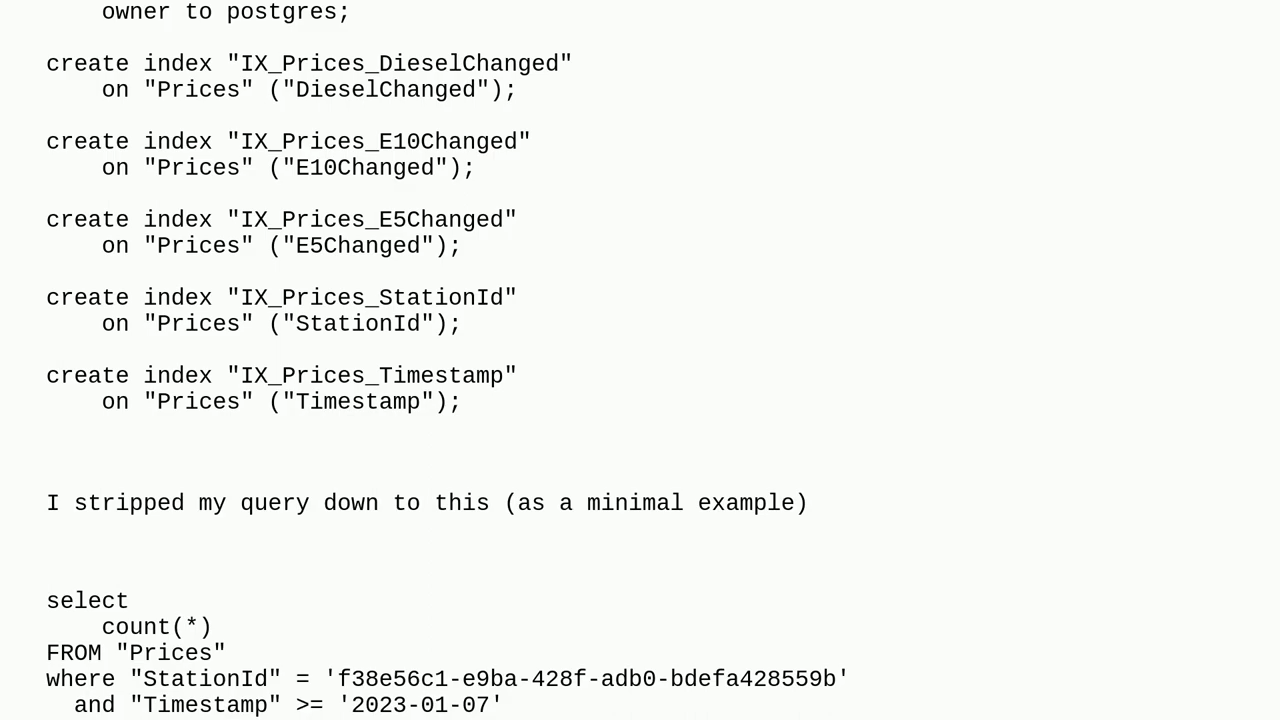 owner to postgres;
create index "IX_Prices_DieselChanged"
on "Prices" ("DieselChanged");
create index "IX_Prices_E10Changed"
on "Prices" ("E10Changed");
create index "IX_Prices_E5Changed"
on "Prices" ("E5Changed");
create index "IX_Prices_StationId"
on "Prices" ("StationId");
create index "IX_Prices_Timestamp"
on "Prices" ("Timestamp");
I stripped my query down to this (as a minimal example)
select
count(*)
FROM "Prices"
where "StationId" = 'f38e56c1-e9ba-428f-adb0-bdefa428559b'
and "Timestamp" >= '2023-01-07'